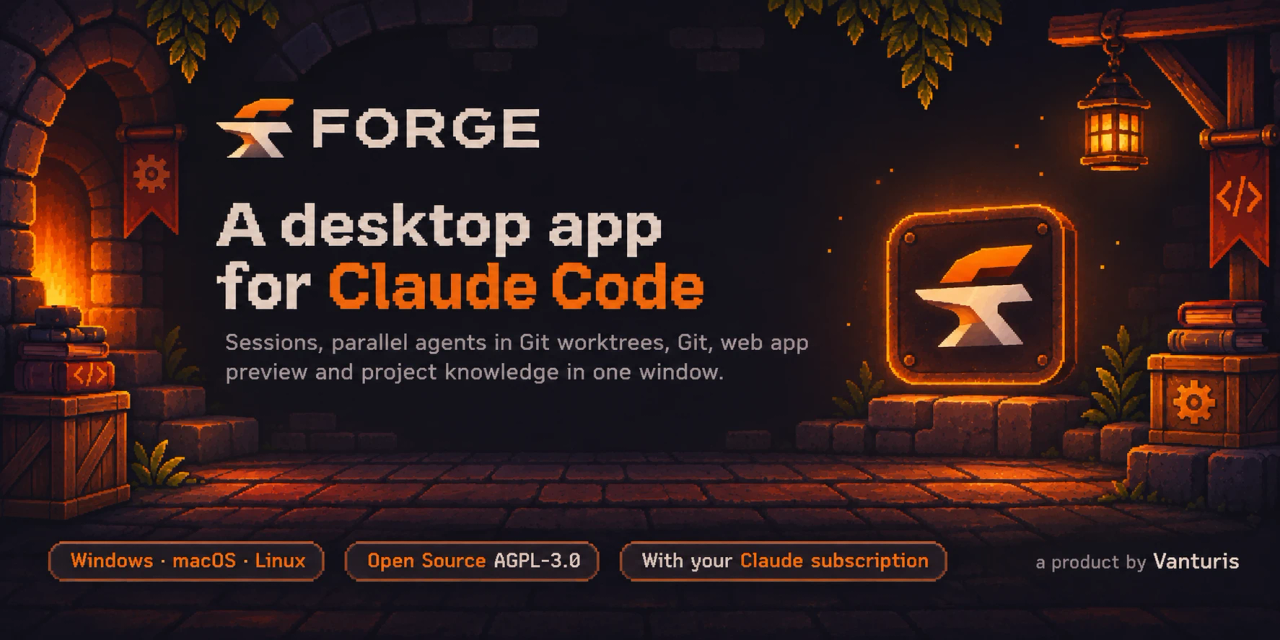 FORGE
A desktop app
for Claude Code
Sessions, parallel agents in Git worktrees, Git, web app
preview and project knowledge in one window.
</>
</>
Windows · macOS · Linux
Open Source AGPL-3.0
With your Claude subscription
a product by Vanturis